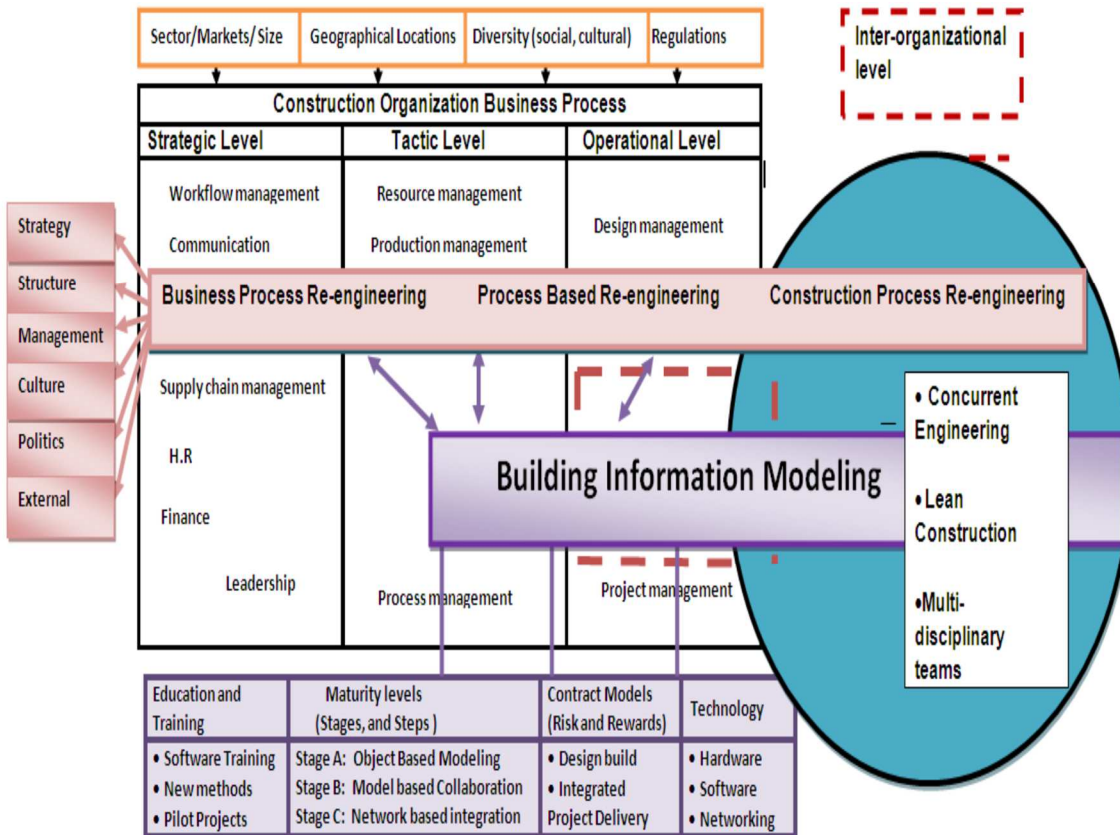 Sector/Markets/ Size
Geographical Locations
Diversity (social, cultural)
Regulations
Inter-organizational
level
Construction Organization Business Process
Strategic Level
Tactic Level
Operational Level
Workflow management
Resource management
Design management
Communication
Production management
Strategy
Structure
Management
Culture
Politics
External
Business Process Re-engineering
Process Based Re-engineering
Construction Process Re-engineering
Supply chain management
H.R
Finance
Leadership
Process management
Project management
Building Information Modeling
• Concurrent
Engineering
•Lean
Construction
•Multi-
disciplinary
teams
Education and
Training
• Software Training
• New methods
• Pilot Projects
Maturity levels
(Stages, and Steps )
Stage A: Object Based Modeling
Stage B: Model based Collaboration
Stage C: Network based integration
Contract Models
(Risk and Rewards)
• Design build
• Integrated
Project Delivery
Technology
• Hardware
• Software
• Networking